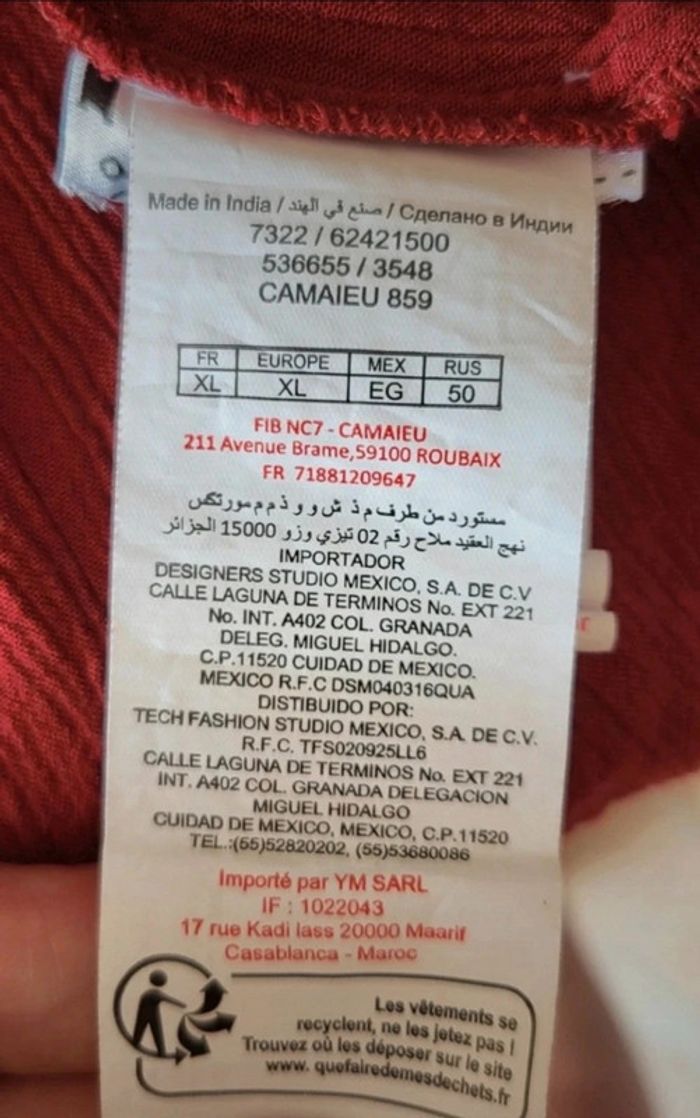 Made in India / صنع في الهند / Сделано в Индии
7322 / 62421500
536655 / 3548
CAMAIEU 859
FR EUROPE MEX RUS
XL XL EG 50
FIB NC7 - CAMAIEU
211 Avenue Brame,59100 ROUBAIX
FR 71881209647
مستورد من طرف م ذ ش و و ذ م م مورتكس
نهج العقيد ملاح رقم 02 تيزي وزو 15000 الجزائر
IMPORTADOR
DESIGNERS STUDIO MEXICO, S.A. DE C.V
CALLE LAGUNA DE TERMINOS No. EXT 221
No. INT. A402 COL. GRANADA
DELEG. MIGUEL HIDALGO.
C.P.11520 CUIDAD DE MEXICO.
MEXICO R.F.C DSM040316QUA
DISTIBUIDO POR:
TECH FASHION STUDIO MEXICO, S.A. DE C.V.
R.F.C. TFS020925LL6
CALLE LAGUNA DE TERMINOS No. EXT 221
INT. A402 COL. GRANADA DELEGACION
MIGUEL HIDALGO
CUIDAD DE MEXICO, MEXICO, C.P.11520
TEL.:(55)52820202, (55)53680086
Importé par YM SARL
IF : 1022043
17 rue Kadi lass 20000 Maarif
Casablanca - Maroc
Les vêtements se
recyclent, ne les jetez pas !
Trouvez où les déposer sur le site
www. quefairedemesdechets.fr